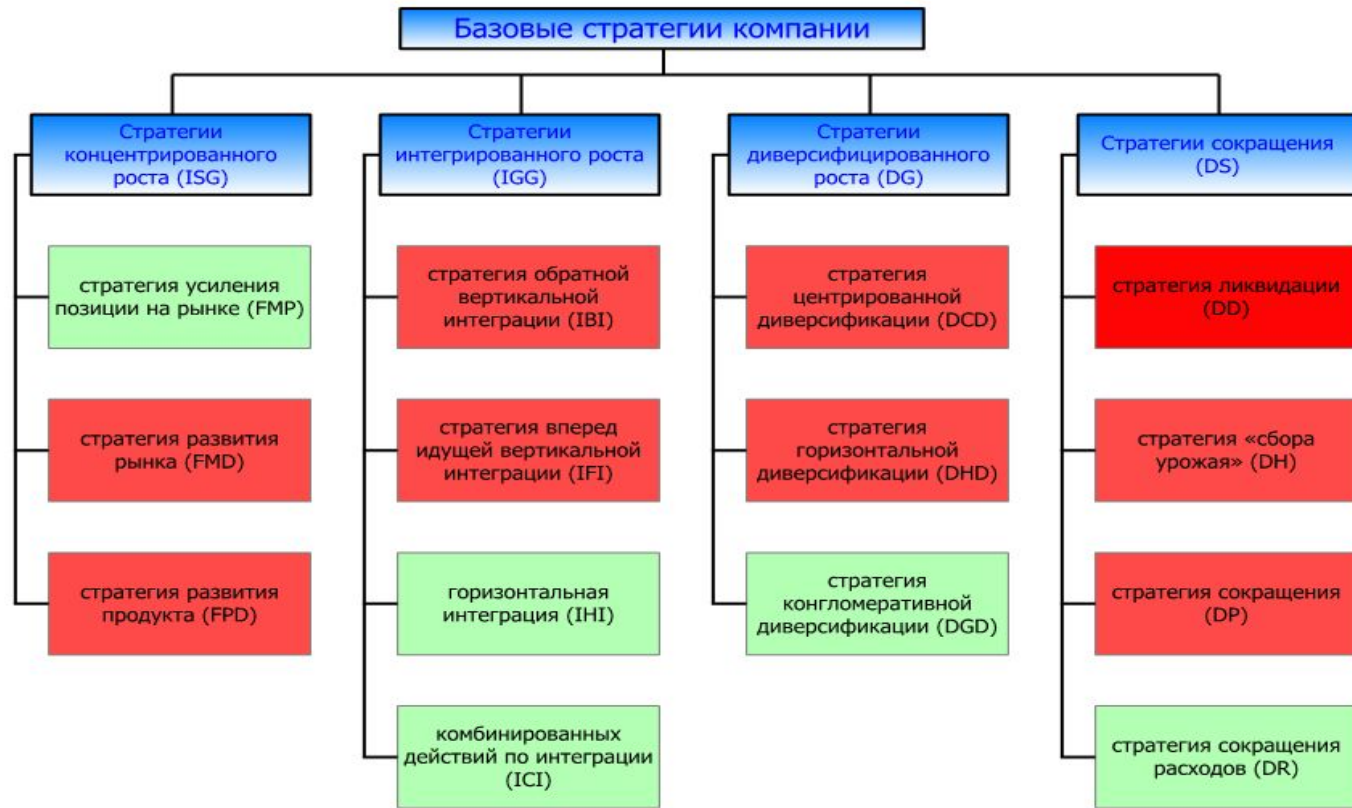 Базовые стратегии компании
Стратегии
концентрированного
роста (ISG)
стратегия усиления
позиции на рынке (FMP)
стратегия развития
рынка (FMD)
стратегия развития
продукта (FPD)
Стратегии
интегрированного роста
(IGG)
стратегия обратной
вертикальной
интеграции (IBI)
стратегия вперед
идущей вертикальной
интеграции (IFI)
горизонтальная
интеграция (IHI)
комбинированных
действий по интеграции
(ICI)
Стратегии
диверсифицированного
роста (DG)
стратегия
центрированной
диверсификации (DCD)
стратегия
горизонтальной
диверсификации (DHD)
стратегия
конгломеративной
диверсификации (DGD)
Стратегии сокращения
(DS)
стратегия ликвидации
(DD)
стратегия «сбора
урожая» (DH)
стратегия сокращения
(DP)
стратегия сокращения
расходов (DR)